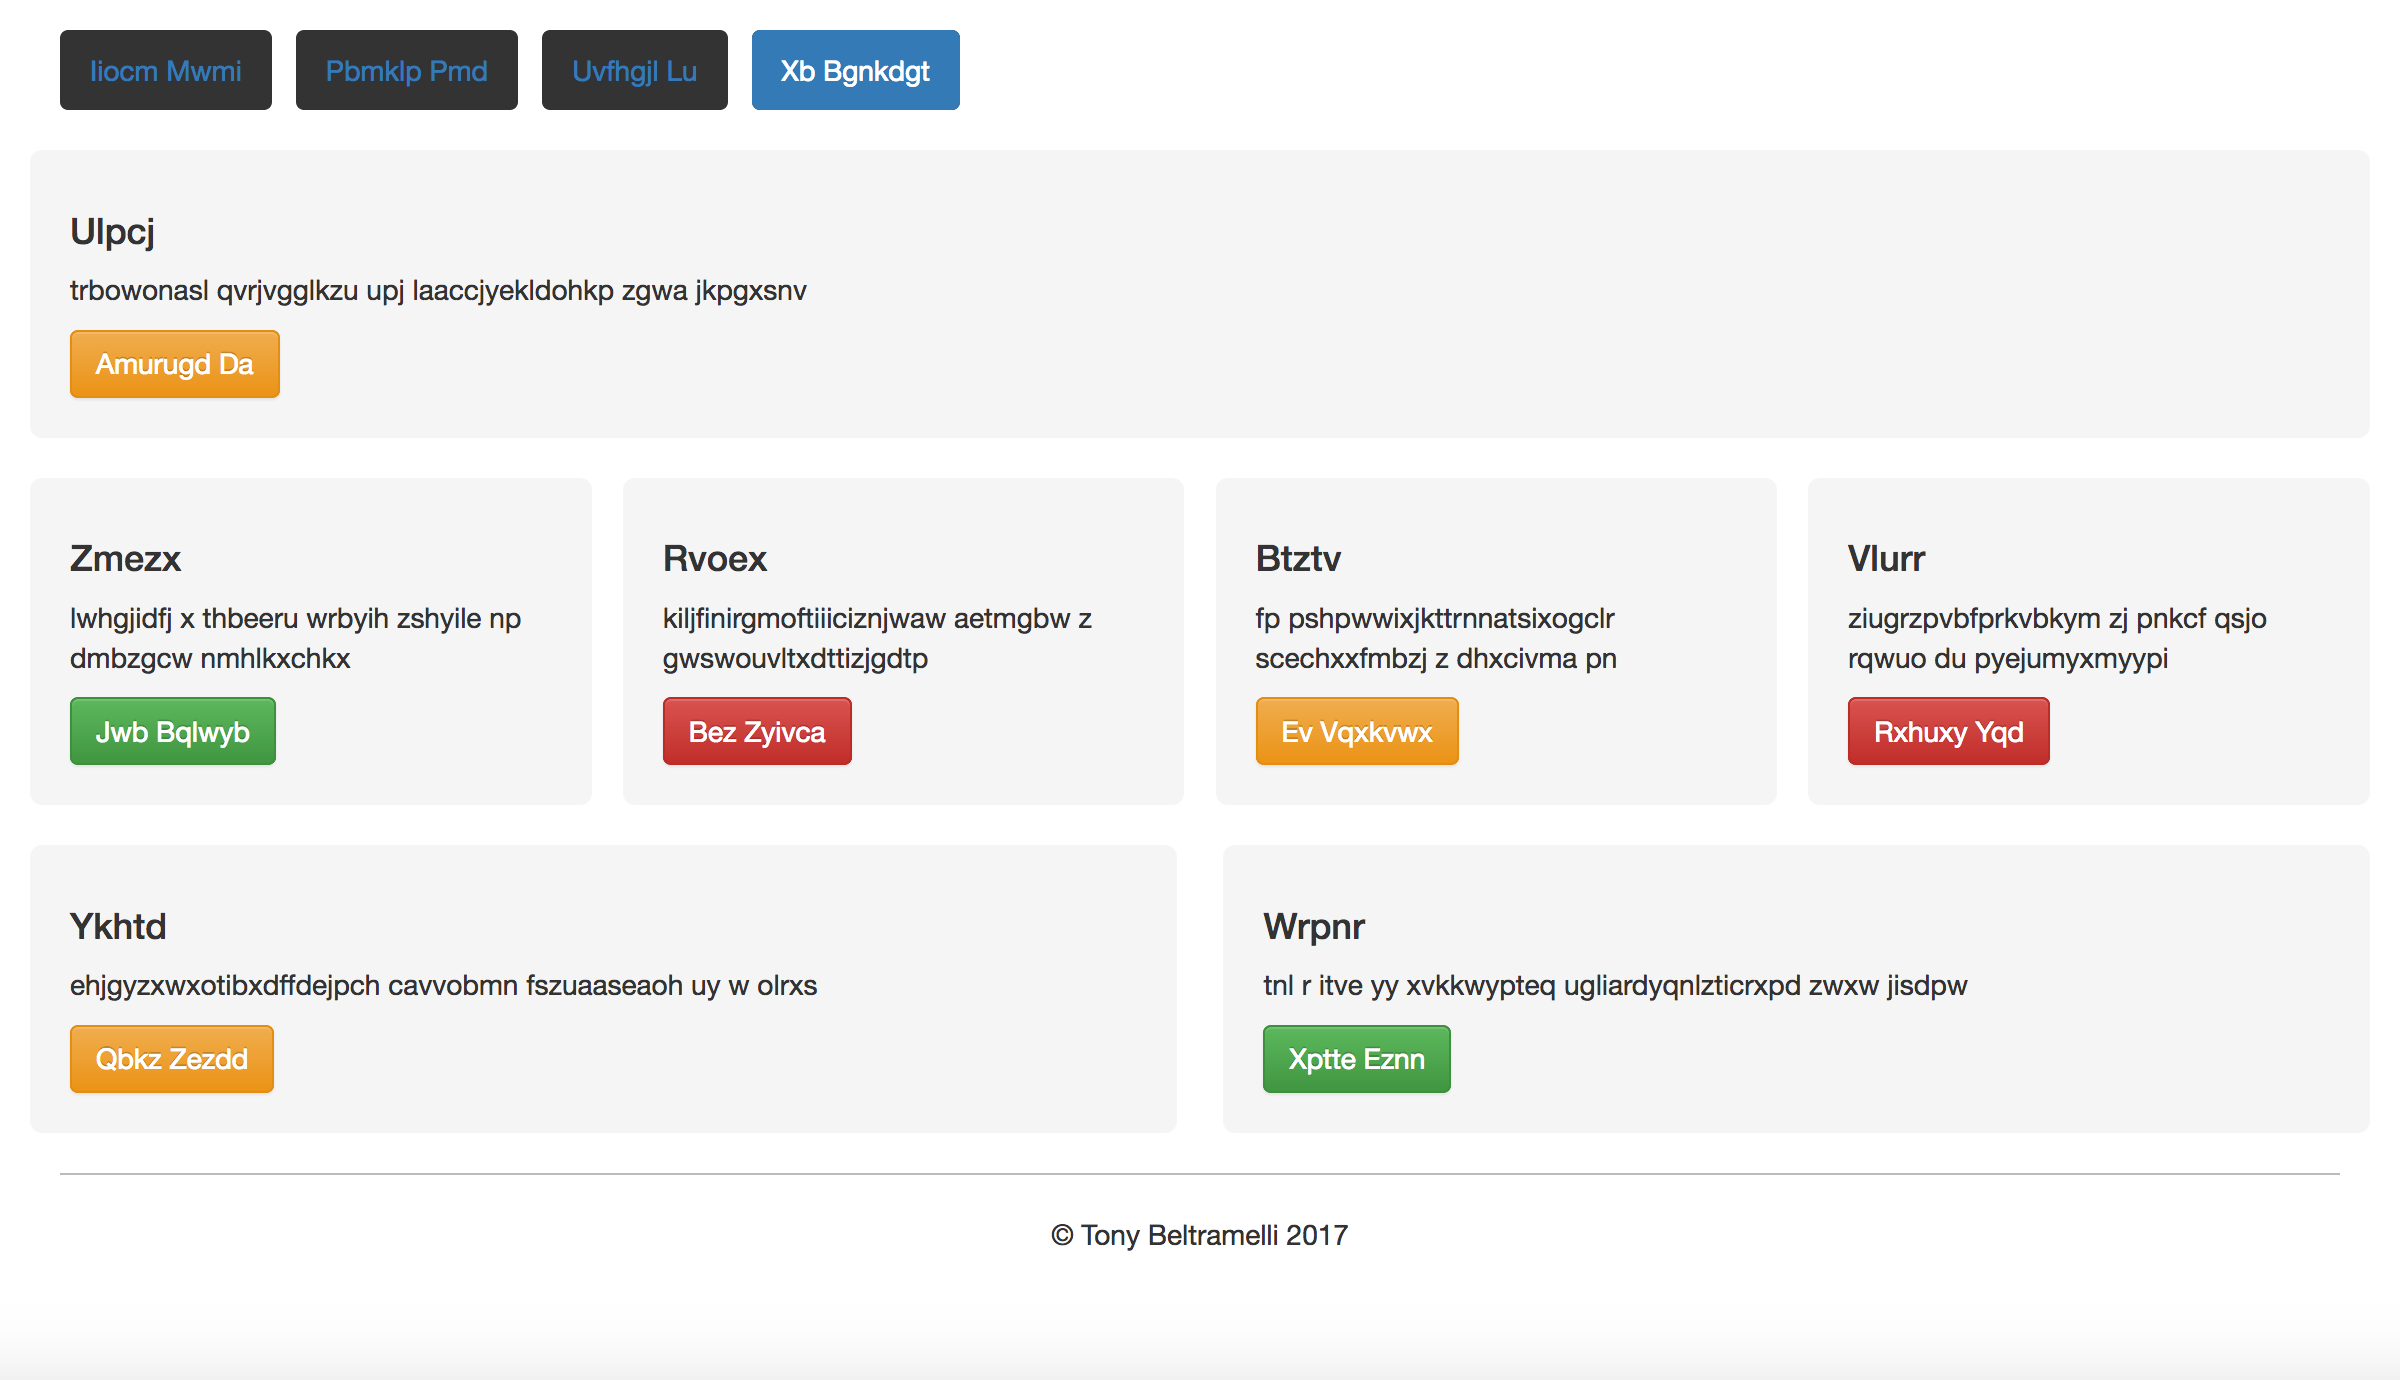 Iiocm Mwmi
Pbmklp Pmd
Uvfhgjl Lu
Xb Bgnkdgt
Ulpcj
trbowonasl qvrjvgglkzu upj laaccjyekldohkp zgwa jkpgxsnv
Amurugd Da
Zmezx
lwhgjidfj x thbeeru wrbyih zshyile np
dmbzgcw nmhlkxchkx
Jwb Bqlwyb
Rvoex
kiljfinirgmoftiiiciznjwaw aetmgbw z
gwswouvltxdttizjgdtp
Bez Zyivca
Btztv
fp pshpwwixjkttrnnatsixogclr
scechxxfmbzj z dhxcivma pn
Ev Vqxkvwx
Vlurr
ziugrzpvbfprkvbkym zj pnkcf qsjo
rqwuo du pyejumyxmyypi
Rxhuxy Yqd
Ykhtd
ehjgyzxwxotibxdffdejpch cavvobmn fszuaaseaoh uy w olrxs
Qbkz Zezdd
Wrpnr
tnl r itve yy xvkkwypteq ugliardyqnlzticrxpd zwxw jisdpw
Xptte Eznn
© Tony Beltramelli 2017